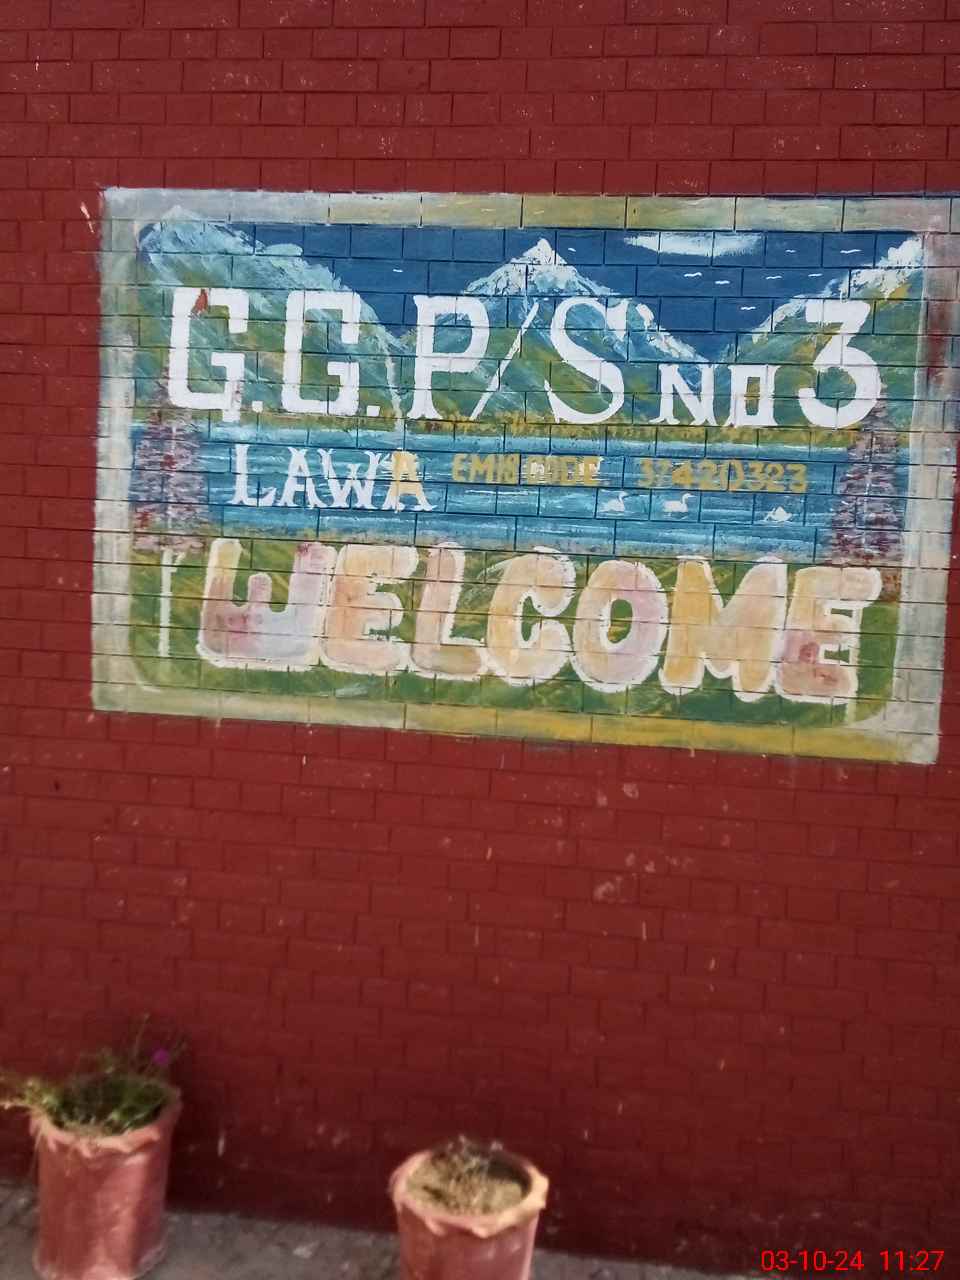 G.G.P/S NO 3
LAWA EMIS CODE 37420323
WELCOME
03-10-24 11:27